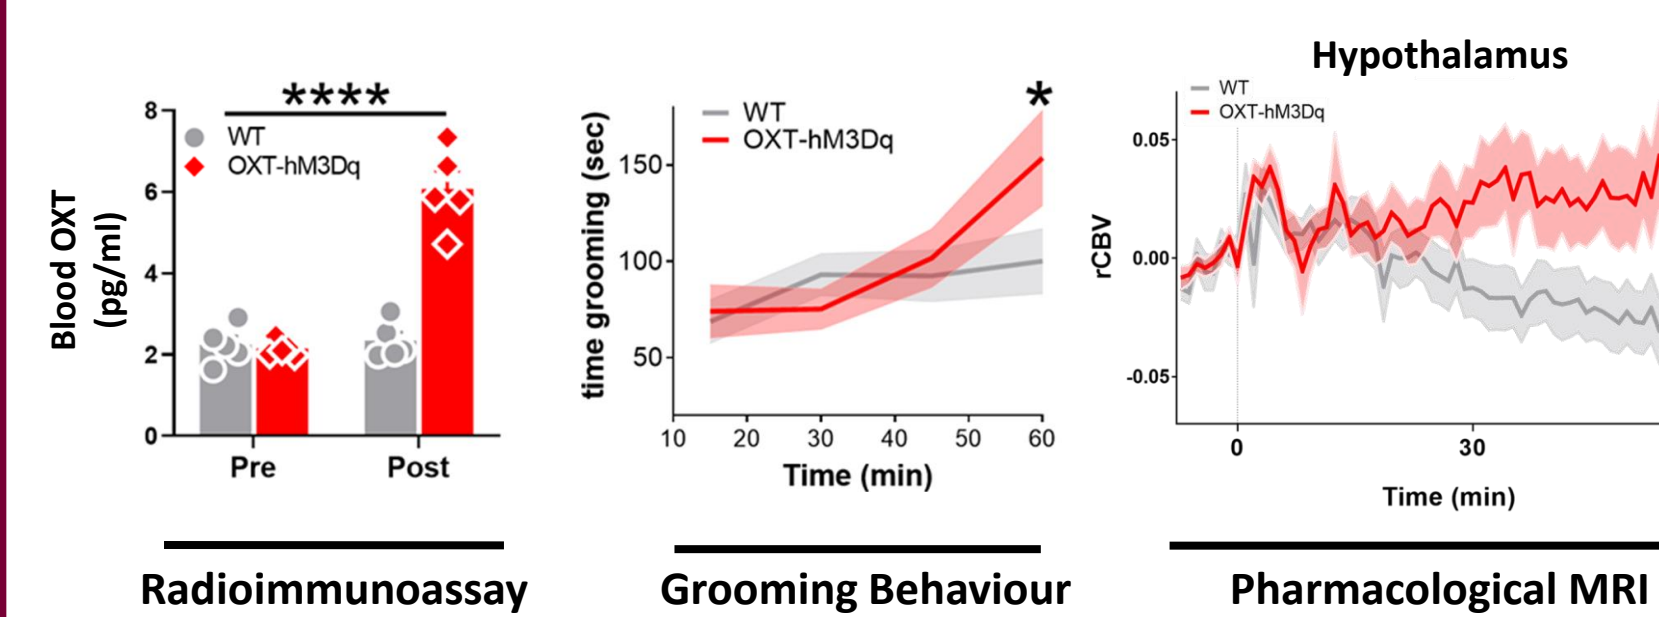 Blood OXT
(pg/ml)
8
6
4
2
0
****
WT
OXT-hM3Dq
Pre
Post
Radioimmunoassay
time grooming (sec)
150
100
50
WT
OXT-hM3Dq
*
10
20
30
40
50
60
Time (min)
Grooming Behaviour
Hypothalamus
WT
OXT-hM3Dq
rCBV
0.05
0.00
-0.05
0
30
Time (min)
Pharmacological MRI